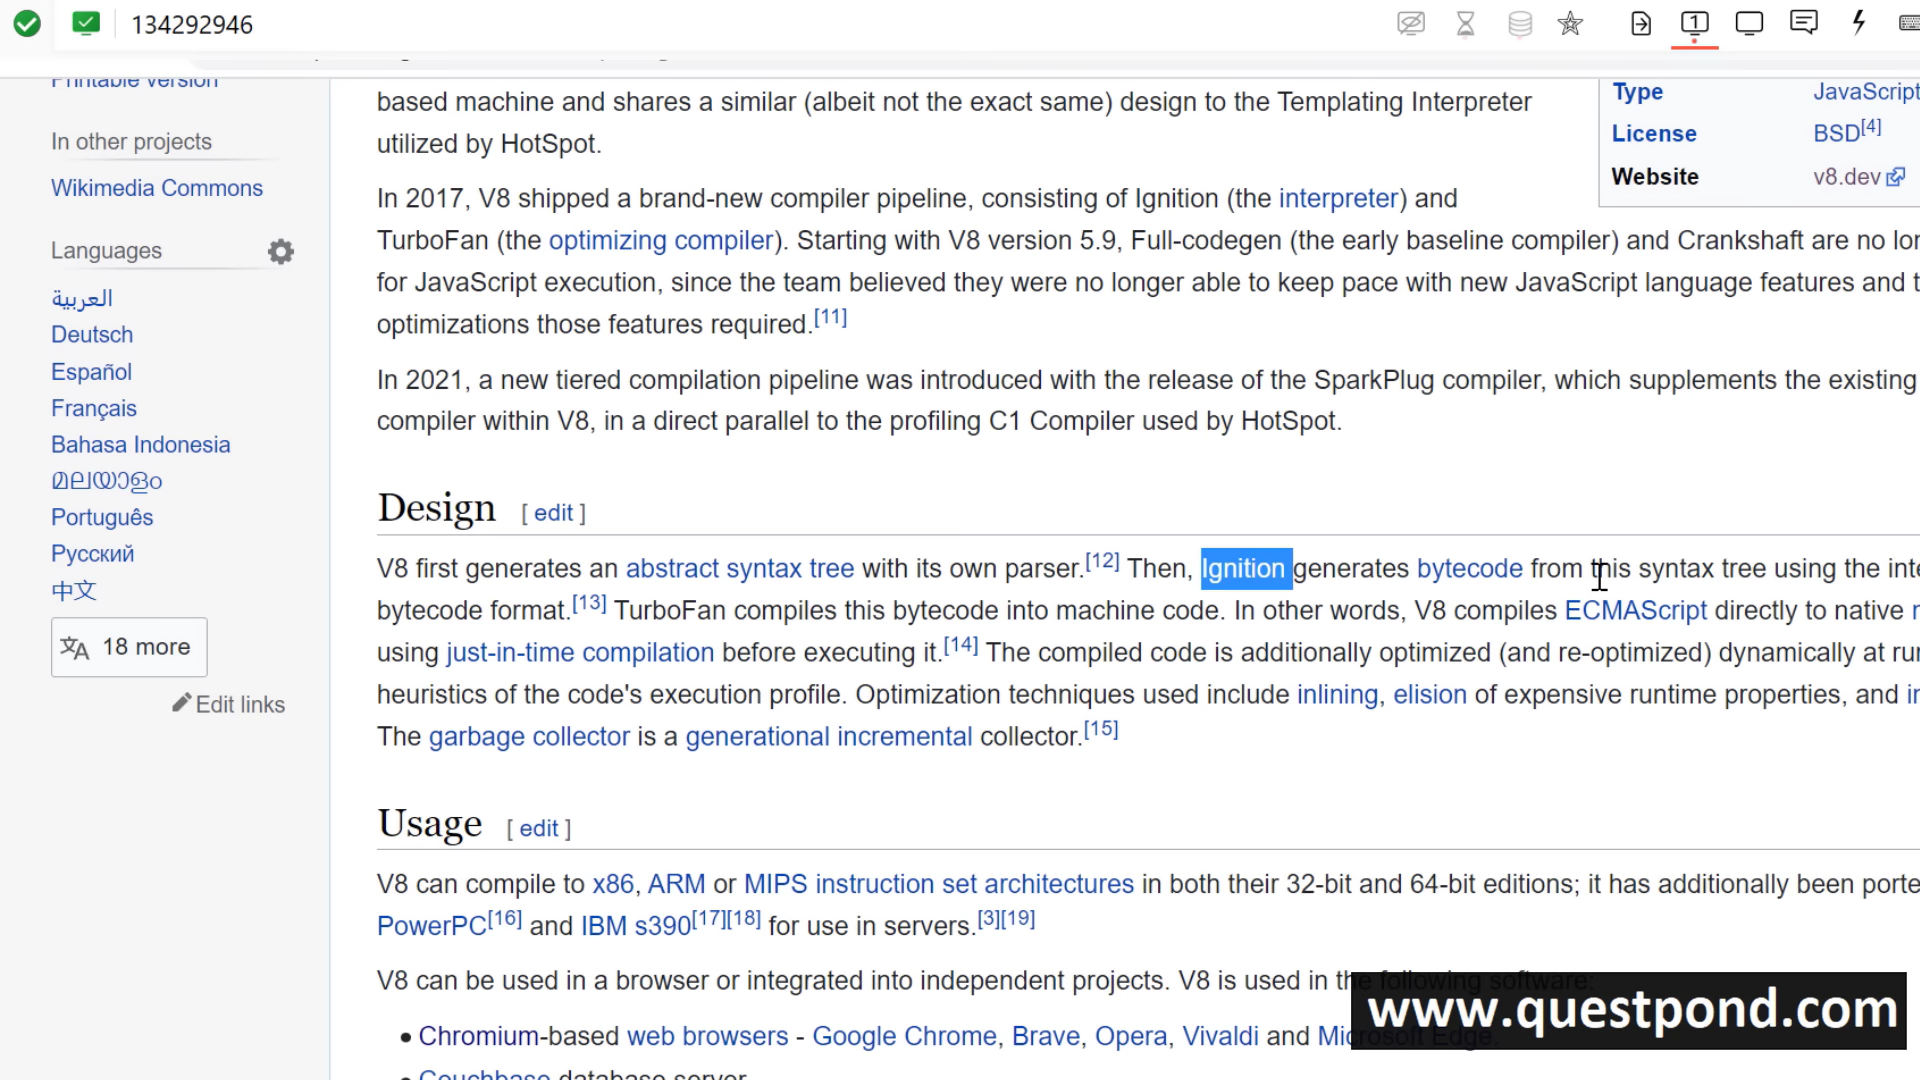 134292946
1
Printable version
In other projects
Wikimedia Commons
Languages
العربية
Deutsch
Español
Français
Bahasa Indonesia
മലയാളം
Português
Русский
中文
18 more
Edit links
based machine and shares a similar (albeit not the exact same) design to the Templating Interpreter
utilized by HotSpot.
In 2017, V8 shipped a brand-new compiler pipeline, consisting of Ignition (the interpreter) and
TurboFan (the optimizing compiler). Starting with V8 version 5.9, Full-codegen (the early baseline compiler) and Crankshaft are no
for JavaScript execution, since the team believed they were no longer able to keep pace with new JavaScript language features and
optimizations those features required.[11]
In 2021, a new tiered compilation pipeline was introduced with the release of the SparkPlug compiler, which supplements the existing
compiler within V8, in a direct parallel to the profiling C1 Compiler used by HotSpot.
Type JavaScript
License BSD[4]
Website v8.dev
Design [ edit ]
V8 first generates an abstract syntax tree with its own parser.[12] Then, Ignition generates bytecode from this syntax tree using the
bytecode format.[13] TurboFan compiles this bytecode into machine code. In other words, V8 compiles ECMAScript directly to native
using just-in-time compilation before executing it.[14] The compiled code is additionally optimized (and re-optimized) dynamically at
heuristics of the code's execution profile. Optimization techniques used include inlining, elision of expensive runtime properties, and
The garbage collector is a generational incremental collector.[15]
Usage [ edit ]
V8 can compile to x86, ARM or MIPS instruction set architectures in both their 32-bit and 64-bit editions; it has additionally been
PowerPC[16] and IBM s390[17][18] for use in servers.[3][19]
V8 can be used in a browser or integrated into independent projects. V8 is used in the following software:
• Chromium-based web browsers - Google Chrome, Brave, Opera, Vivaldi and Microsoft Edge.
• Couchbase database server
www.questpond.com